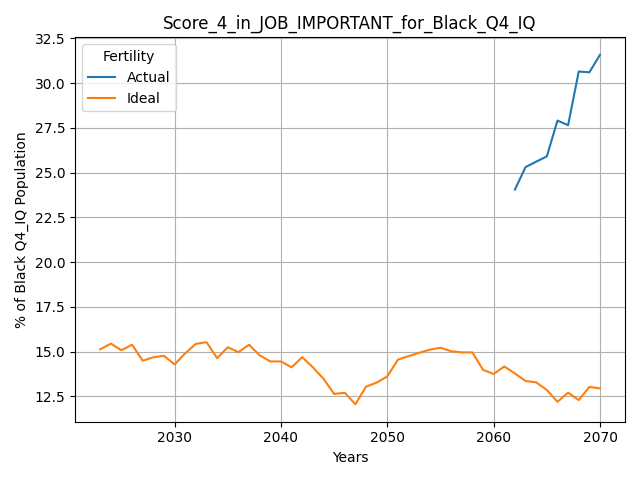 Score_4_in_JOB_IMPORTANT_for_Black_Q4_IQ
Fertility
Actual
Ideal
% of Black Q4_IQ Population
32.5
30.0
27.5
25.0
22.5
20.0
17.5
15.0
12.5
2030
2040
2050
2060
2070
Years